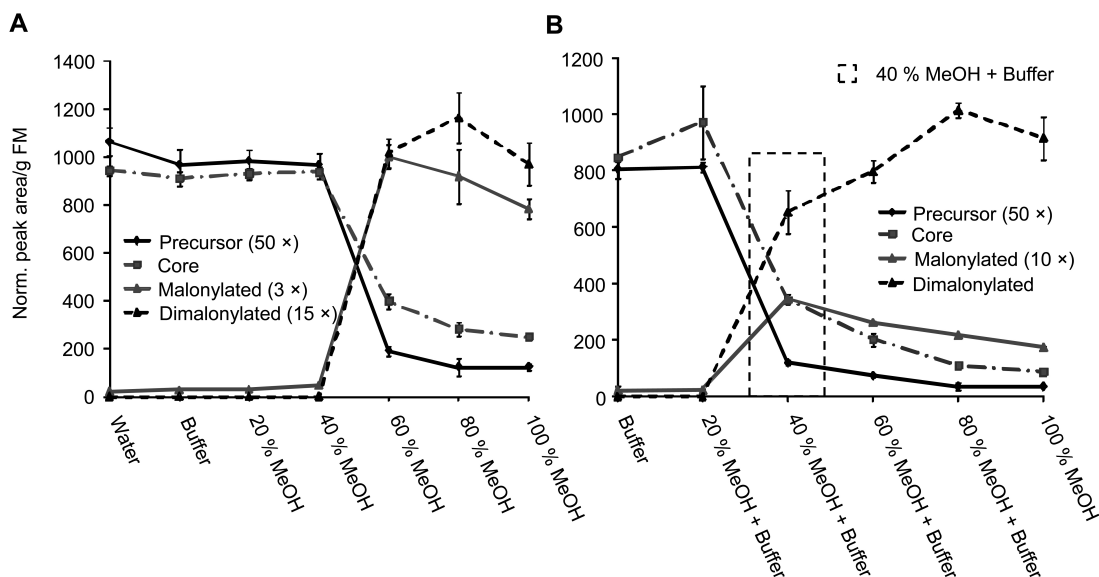 A
Norm. peak area/g FM
1400
1200
1000
800
600
400
200
0
Precursor (50 ×)
Core
Malonylated (3 ×)
Dimalonylated (15 ×)
Water
Buffer
20 % MeOH
40 % MeOH
60 % MeOH
80 % MeOH
100 % MeOH
B
1200
1000
800
600
400
200
0
40 % MeOH + Buffer
Precursor (50 ×)
Core
Malonylated (10 ×)
Dimalonylated
Buffer
20 % MeOH + Buffer
40 % MeOH + Buffer
60 % MeOH + Buffer
80 % MeOH + Buffer
100 % MeOH